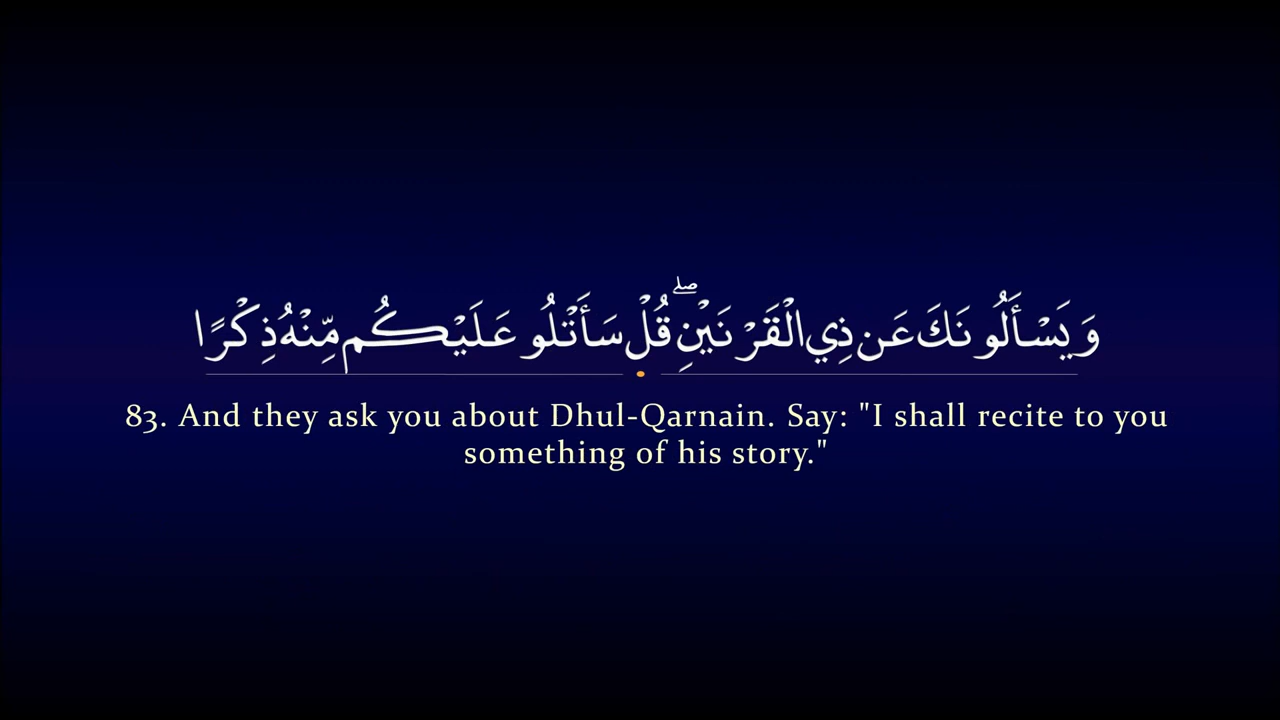 وَيَسْأَلُونَكَ عَن ذِي الْقَرْنَيْنِ ۖ قُلْ سَأَتْلُو عَلَيْكُم مِّنْهُ ذِكْرًا
83. And they ask you about Dhul-Qarnain. Say: "I shall recite to you
something of his story."